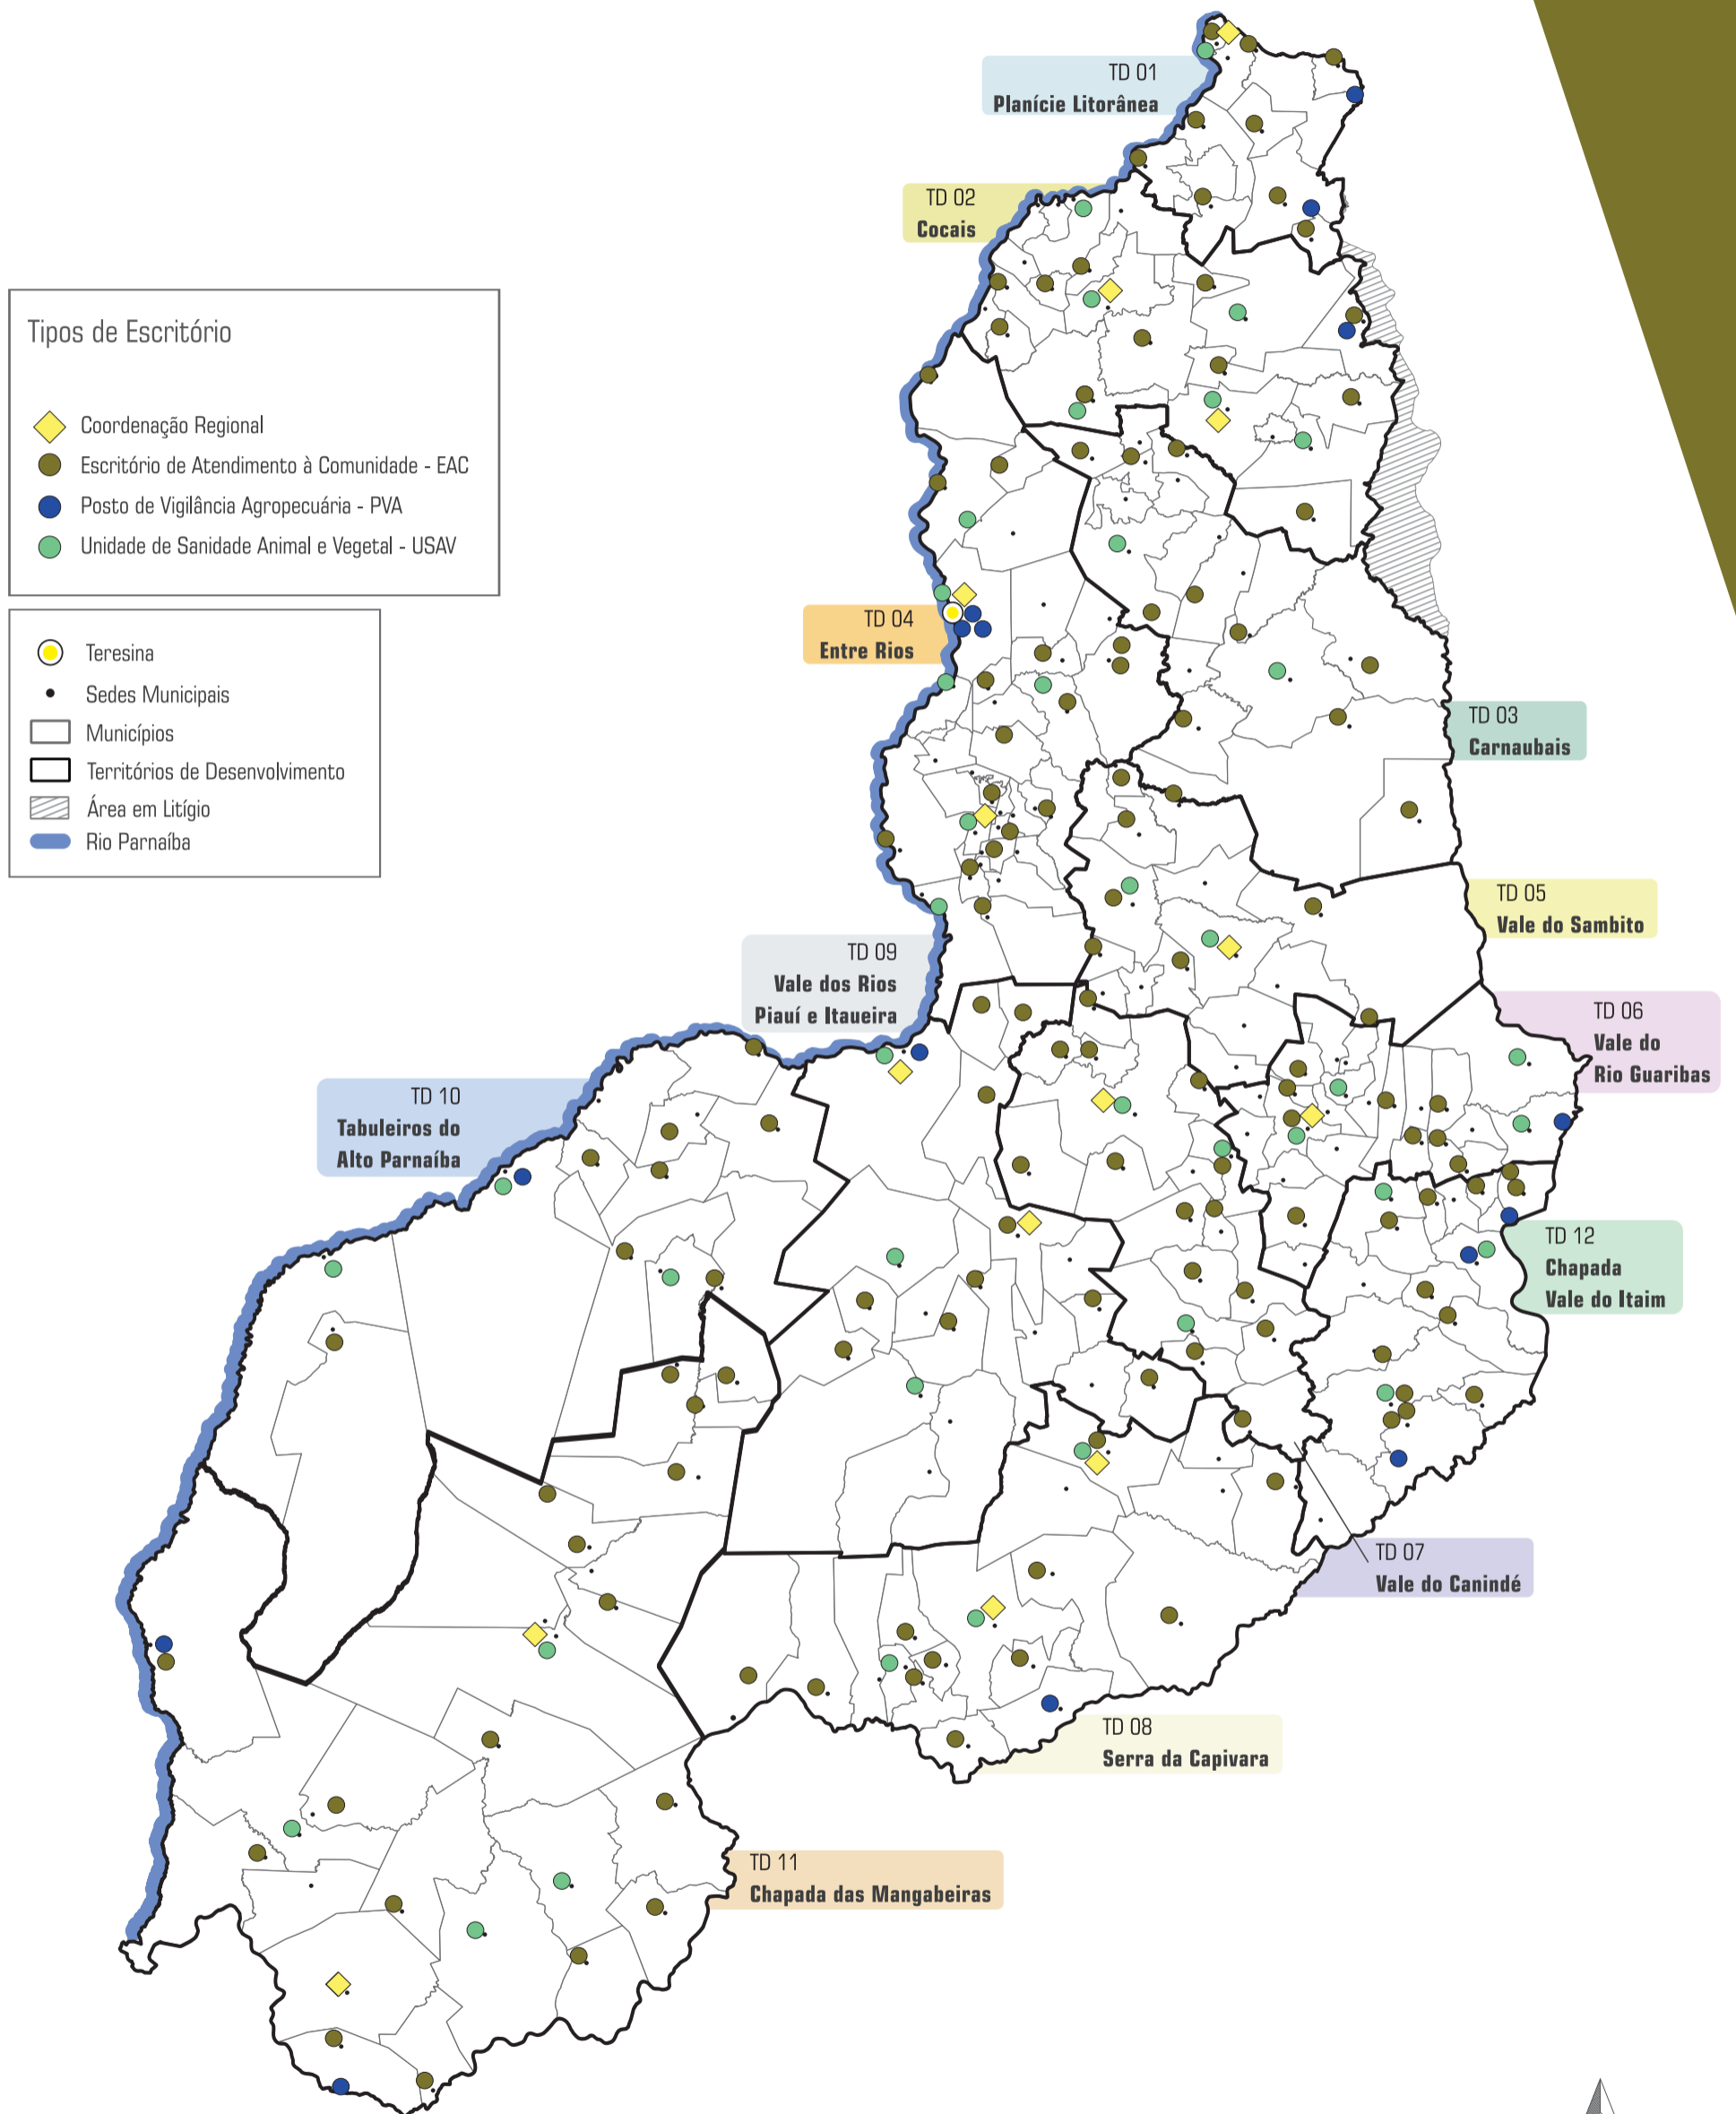 TD 01
Planície Litorânea
TD 02
Cocais
Tipos de Escritório
Coordenação Regional
Escritório de Atendimento à Comunidade - EAC
Posto de Vigilância Agropecuária - PVA
Unidade de Sanidade Animal e Vegetal - USAV
TD 04
Entre Rios
Teresina
Sedes Municipais
Municípios
Territórios de Desenvolvimento
Área em Litígio
Rio Parnaíba
TD 03
Carnaubais
TD 05
Vale do Sambito
TD 09
Vale dos Rios
Piauí e Itaueira
TD 06
Vale do
Rio Guaribas
TD 10
Tabuleiros do
Alto Parnaíba
TD 12
Chapada
Vale do Itaim
TD 07
Vale do Canindé
TD 08
Serra da Capivara
TD 11
Chapada das Mangabeiras